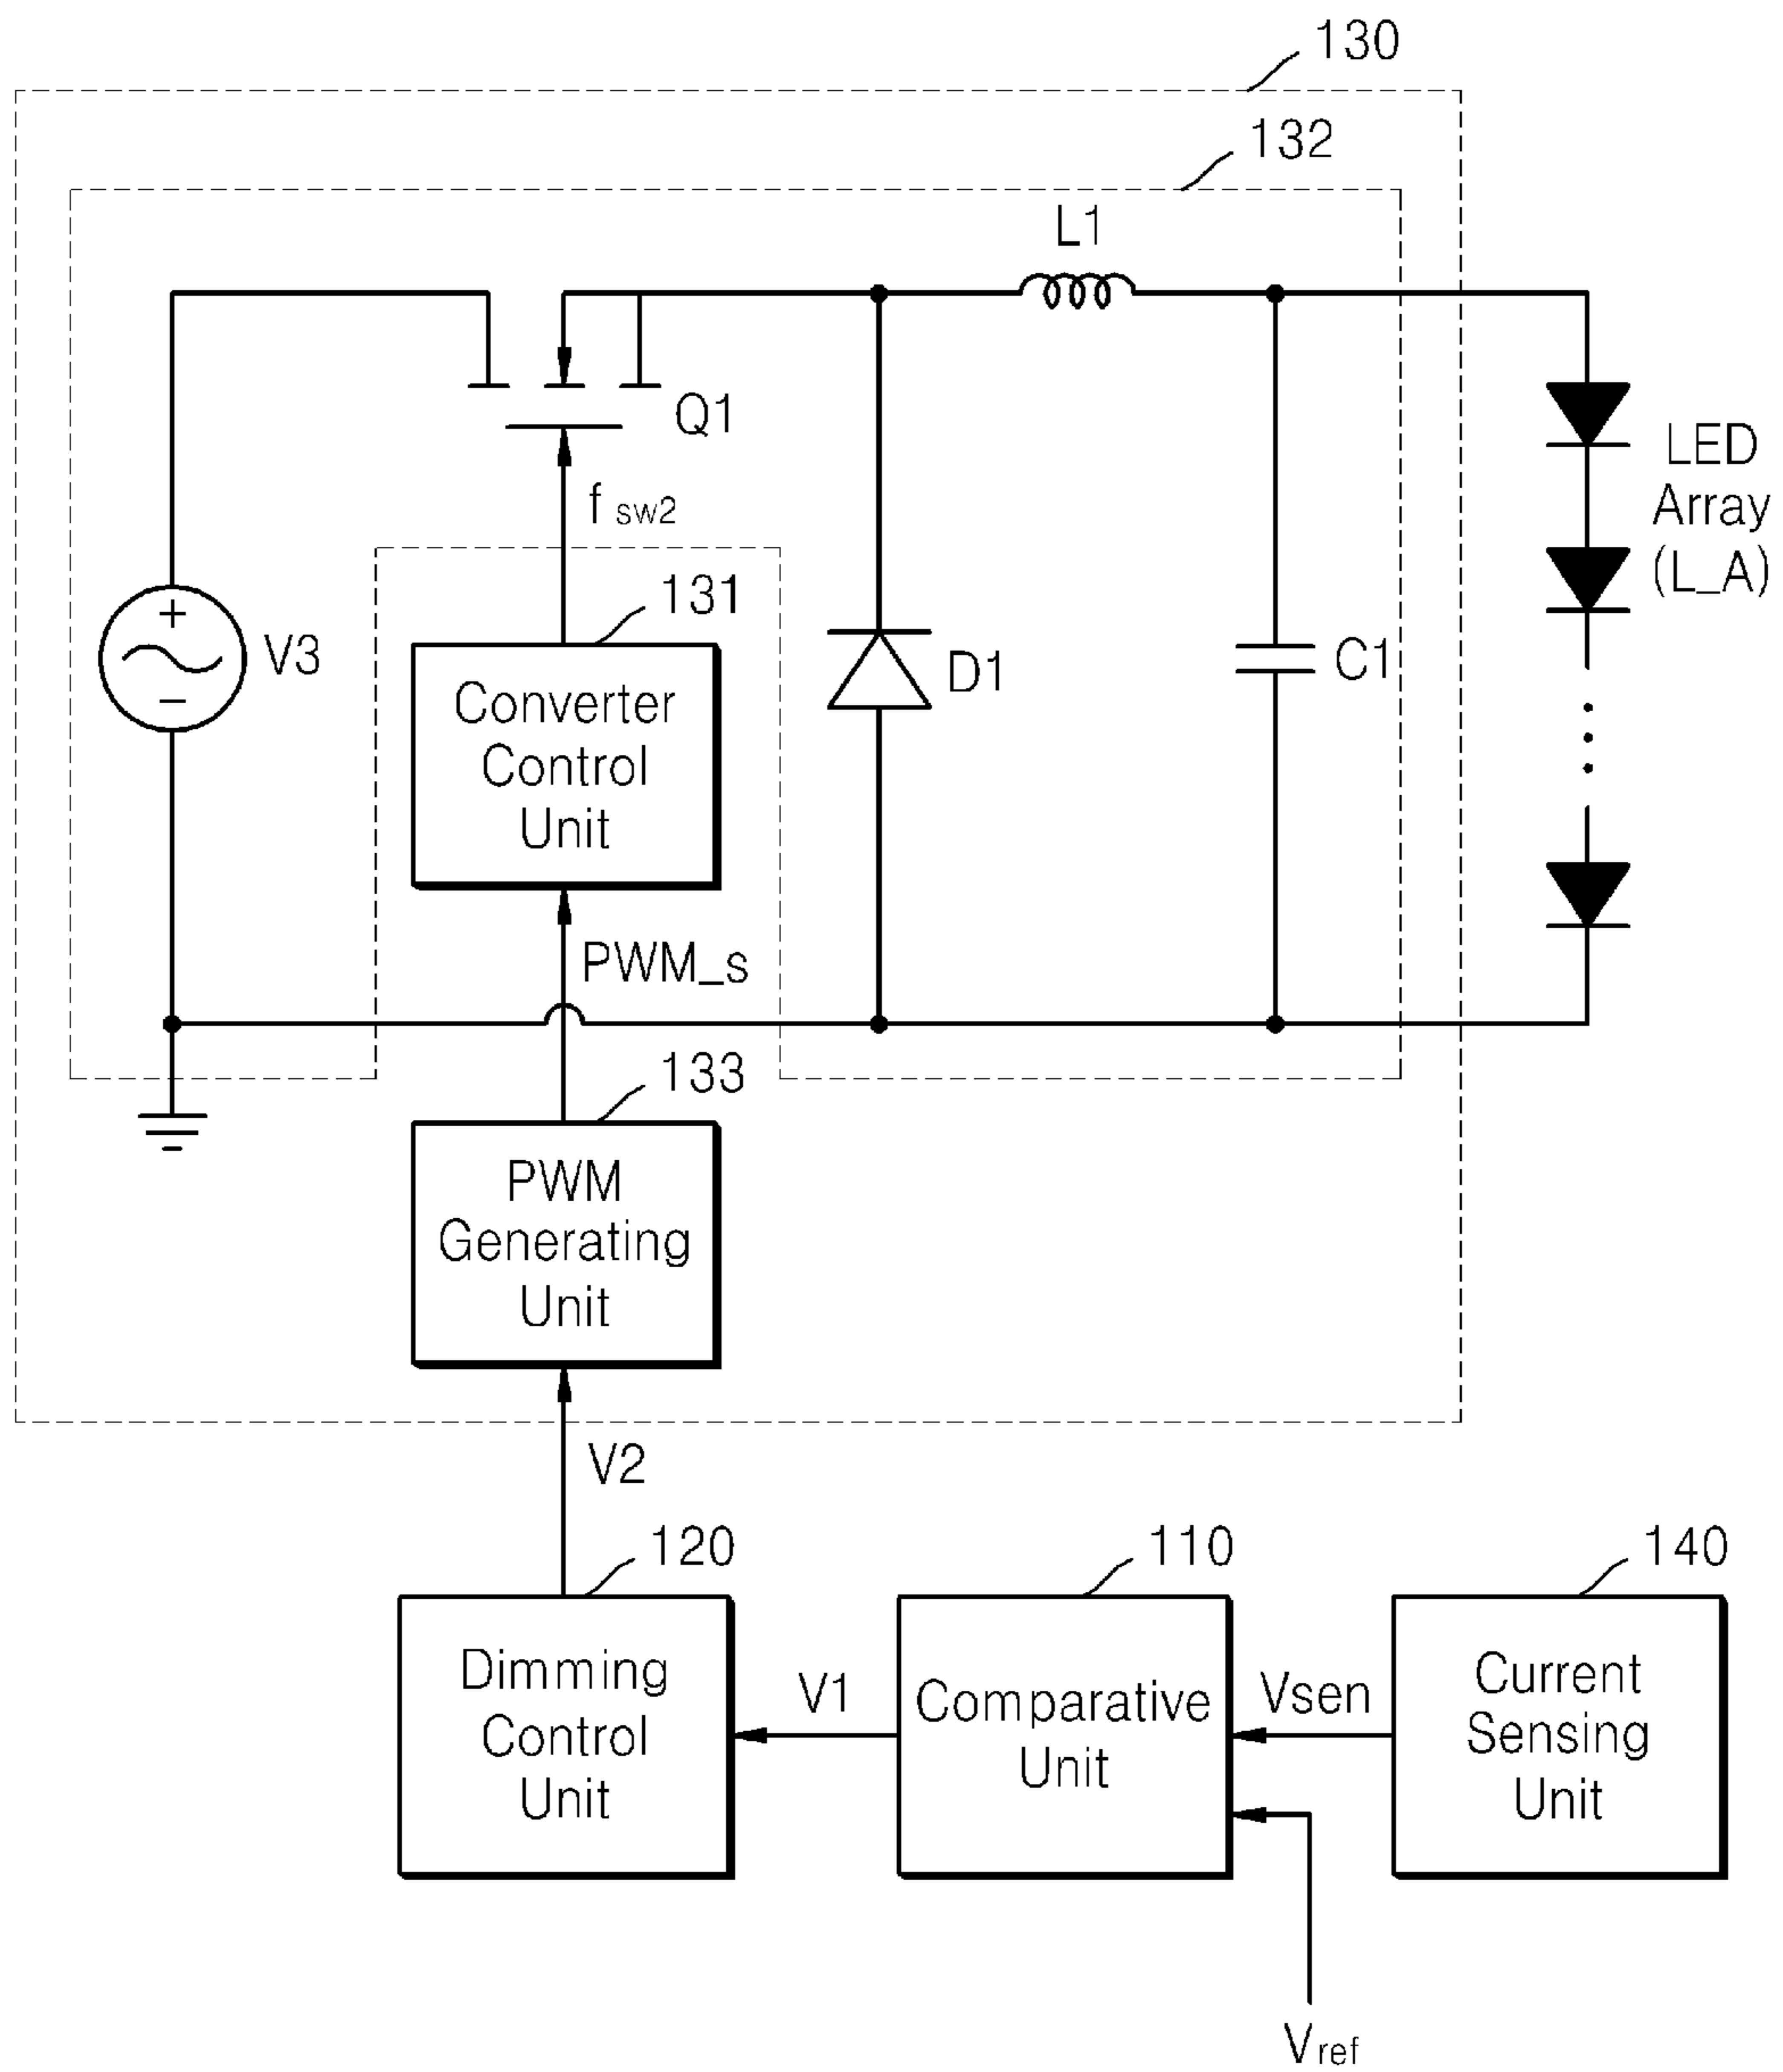 130
132
L1
Q1
f sw2
LED
Array
(L_A)
131
+
V3
−
Converter
Control
Unit
D1
C1
PWM_s
133
PWM
Generating
Unit
V2
120
110
140
Dimming
Control
Unit
V1
Comparative
Unit
Vsen
Current
Sensing
Unit
Vref